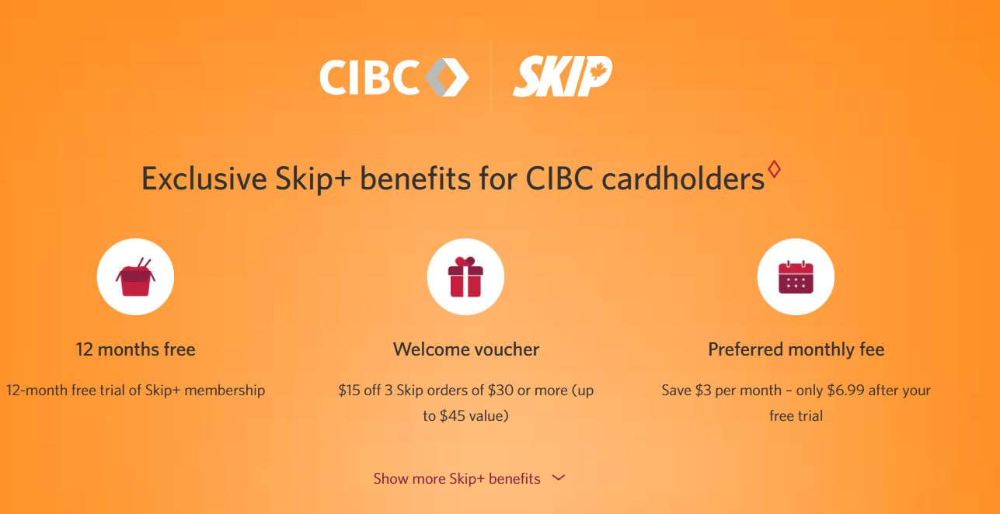 CIBC
SKIP
Exclusive Skip+ benefits for CIBC cardholders◊
12 months free
12-month free trial of Skip+ membership
Welcome voucher
$15 off 3 Skip orders of $30 or more (up
to $45 value)
Preferred monthly fee
Save $3 per month – only $6.99 after your
free trial
Show more Skip+ benefits